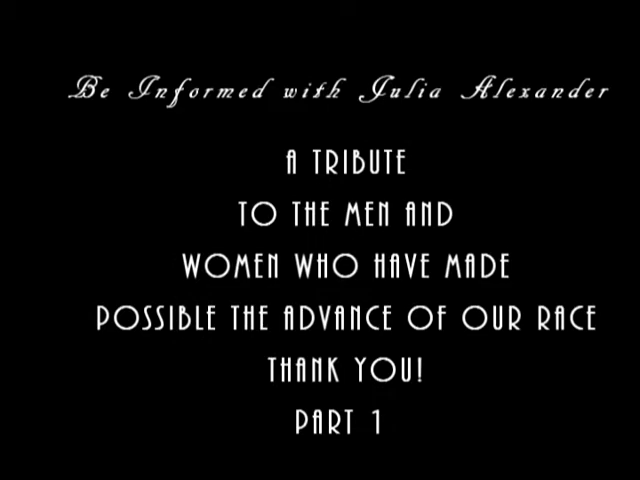 Be Informed with Julia Alexander
A TRIBUTE
TO THE MEN AND
WOMEN WHO HAVE MADE
POSSIBLE THE ADVANCE OF OUR RACE
THANK YOU!
PART 1